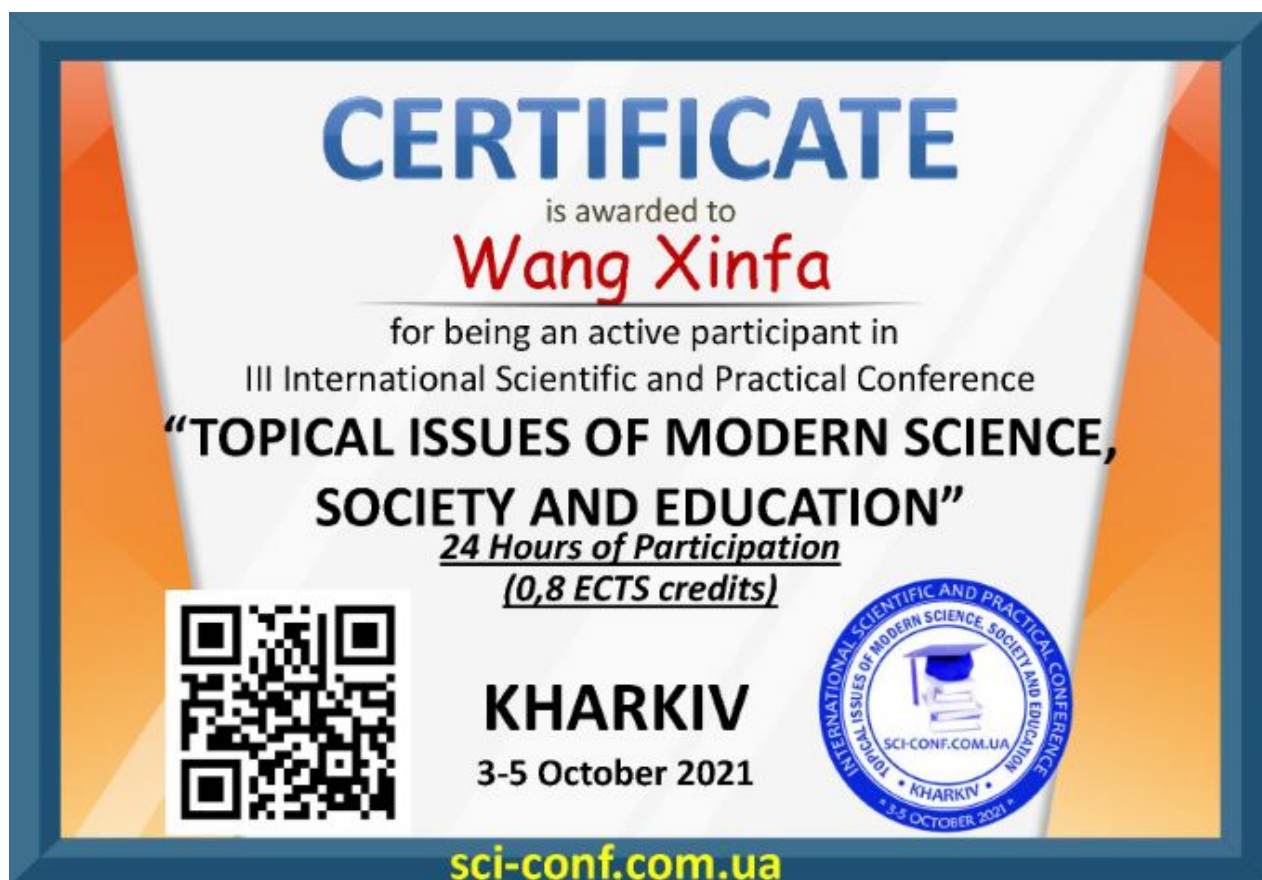 CERTIFICATE
is awarded to
Wang Xinfa
for being an active participant in
III International Scientific and Practical Conference
“TOPICAL ISSUES OF MODERN SCIENCE,
SOCIETY AND EDUCATION”
24 Hours of Participation
(0,8 ECTS credits)
KHARKIV
3-5 October 2021
INTERNATIONAL SCIENTIFIC AND PRACTICAL CONFERENCE
TOPICAL ISSUES OF MODERN SCIENCE, SOCIETY AND EDUCATION
SCI-CONF.COM.UA
• KHARKIV •
* 3-5 OCTOBER 2021 *
sci-conf.com.ua